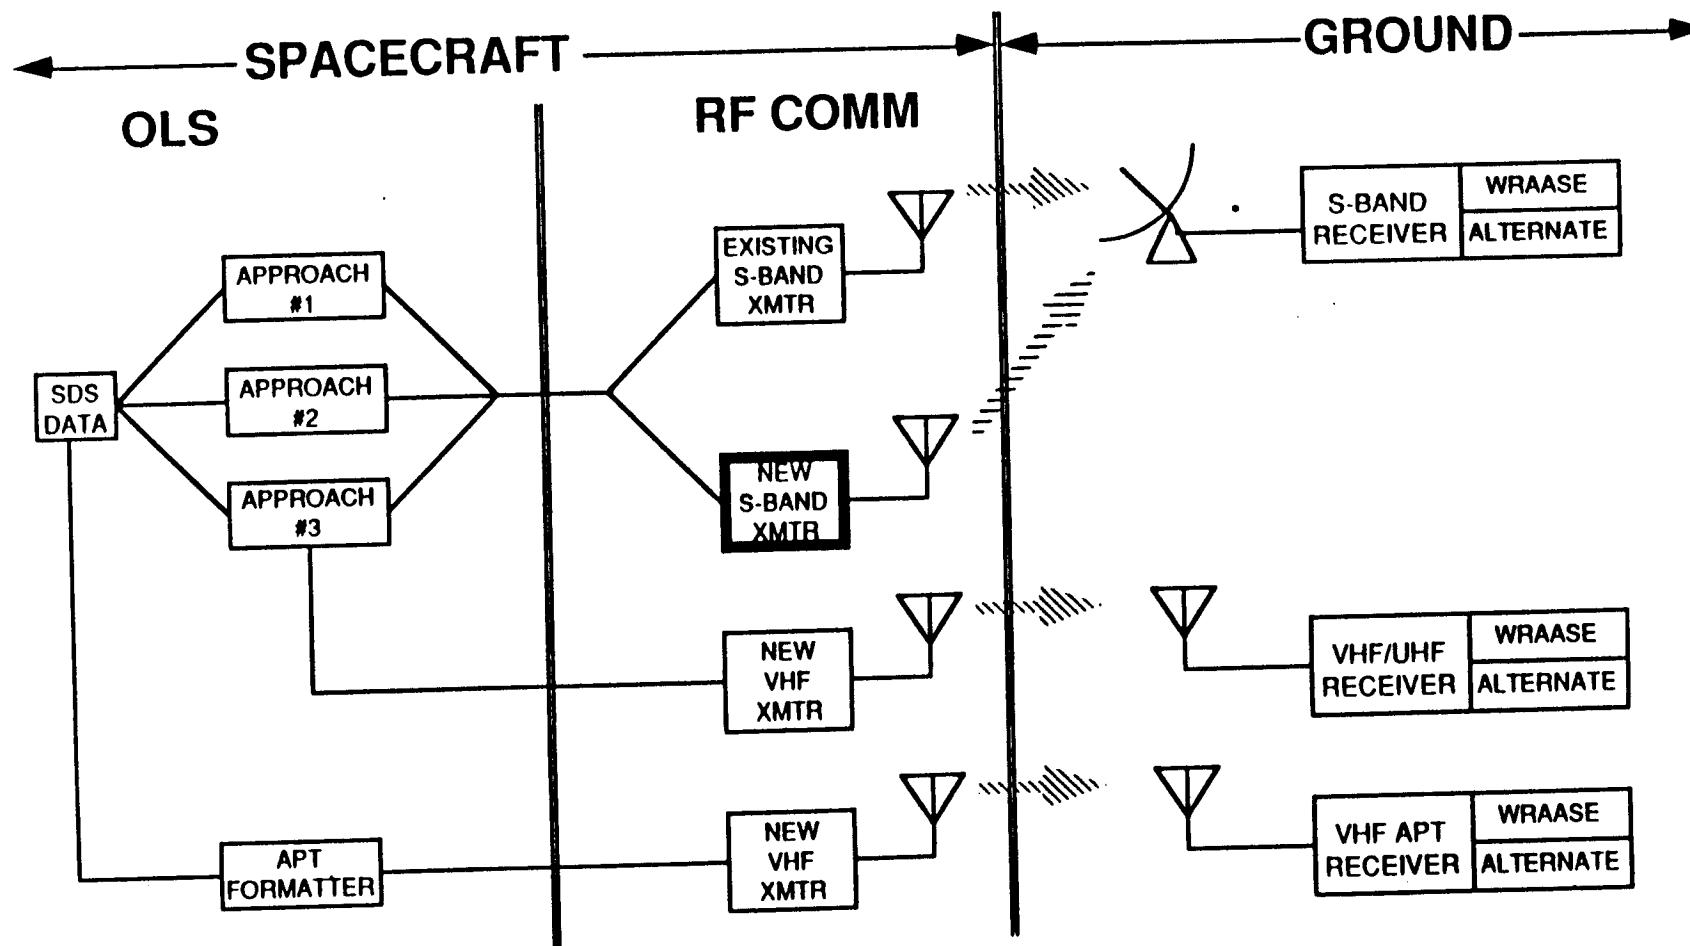 SPACECRAFT
GROUND
OLS
RF COMM
EXISTING
S-BAND
XMTR
S-BAND
RECEIVER
WRAASE
ALTERNATE
APPROACH
#1
SDS
DATA
APPROACH
#2
APPROACH
#3
NEW
S-BAND
XMTR
NEW
VHF
XMTR
VHF/UHF
RECEIVER
WRAASE
ALTERNATE
APT
FORMATTER
NEW
VHF
XMTR
VHF APT
RECEIVER
WRAASE
ALTERNATE